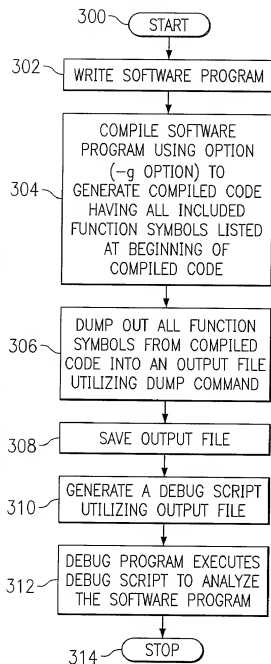 300
START
302
WRITE SOFTWARE PROGRAM
304
COMPILE SOFTWARE
PROGRAM USING OPTION
(-g OPTION) TO
GENERATE COMPILED CODE
HAVING ALL INCLUDED
FUNCTION SYMBOLS LISTED
AT BEGINNING OF
COMPILED CODE
306
DUMP OUT ALL FUNCTION
SYMBOLS FROM COMPILED
CODE INTO AN OUTPUT FILE
UTILIZING DUMP COMMAND
308
SAVE OUTPUT FILE
310
GENERATE A DEBUG SCRIPT
UTILIZING OUTPUT FILE
312
DEBUG PROGRAM EXECUTES
DEBUG SCRIPT TO ANALYZE
THE SOFTWARE PROGRAM
314
STOP